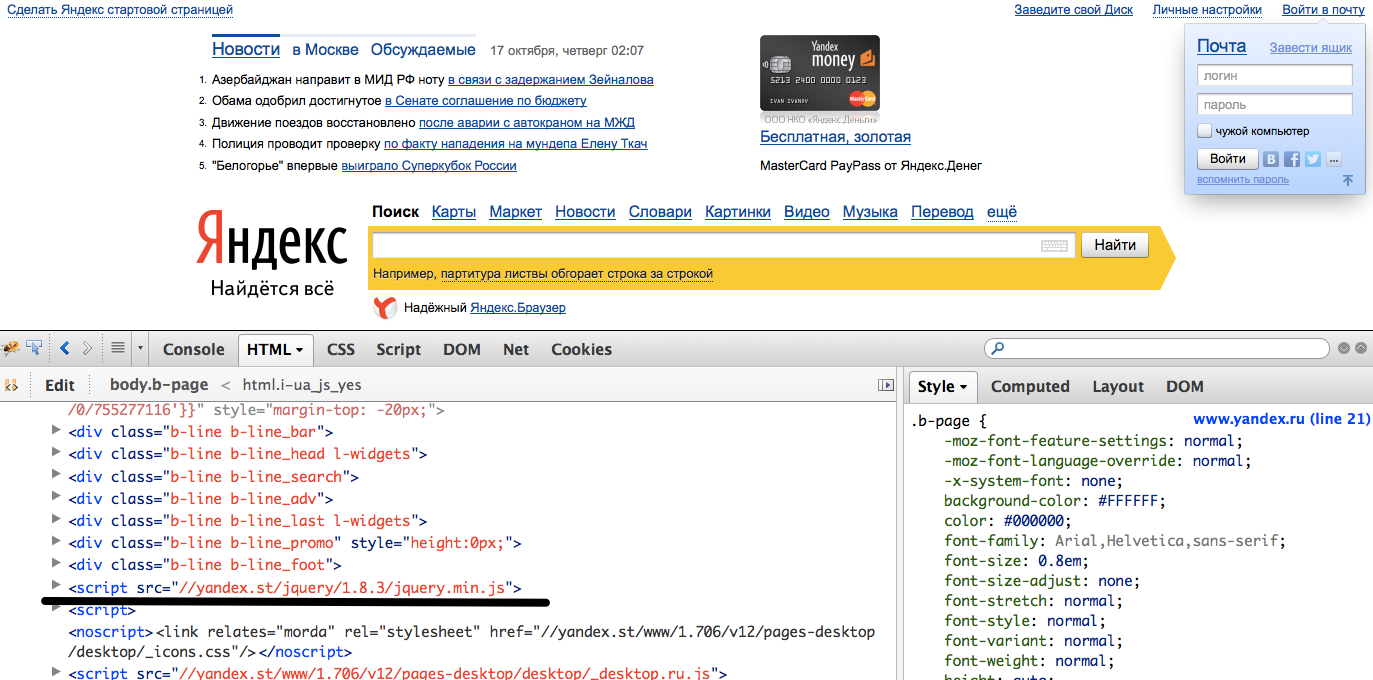 Сделать Яндекс стартовой страницей
Заведите свой Диск Личные настройки Войти в почту
Новости в Москве Обсуждаемые 17 октября, четверг 02:07
1. Азербайджан направит в МИД РФ ноту в связи с задержанием Зейналова
2. Обама одобрил достигнутое в Сенате соглашение по бюджету
3. Движение поездов восстановлено после аварии с автокраном на МЖД
4. Полиция проводит проверку по факту нападения на мундепа Елену Ткач
5. "Белогорье" впервые выиграло Суперкубок России
Yandex
money
5213 2400 0000 0123
IVAN IVANOV
MasterCard
ООО НКО «Яндекс.Деньги»
Бесплатная, золотая
MasterCard PayPass от Яндекс.Денег
Почта Завести ящик
логин
пароль
чужой компьютер
Войти В f ...
вспомнить пароль
Яндекс
Найдётся всё
Поиск Карты Маркет Новости Словари Картинки Видео Музыка Перевод ещё
Найти
Например, партитура листвы обгорает строка за строкой
Надёжный Яндекс.Браузер
Console HTML CSS Script DOM Net Cookies
Edit body.b-page < html.i-ua_js_yes
/0/755277116'}}" style="margin-top: -20px;">
<div class="b-line b-line_bar">
<div class="b-line b-line_head l-widgets">
<div class="b-line b-line_search">
<div class="b-line b-line_adv">
<div class="b-line b-line_last l-widgets">
<div class="b-line b-line_promo" style="height:0px;">
<div class="b-line b-line_foot">
<script src="//yandex.st/jquery/1.8.3/jquery.min.js">
<script>
<noscript><link relates="morda" rel="stylesheet" href="//yandex.st/www/1.706/v12/pages-desktop
/desktop/_icons.css"/></noscript>
<script src="//yandex.st/www/1.706/v12/pages-desktop/desktop/_desktop.ru.js">
Style Computed Layout DOM
.b-page { www.yandex.ru (line 21)
-moz-font-feature-settings: normal;
-moz-font-language-override: normal;
-x-system-font: none;
background-color: #FFFFFF;
color: #000000;
font-family: Arial,Helvetica,sans-serif;
font-size: 0.8em;
font-size-adjust: none;
font-stretch: normal;
font-style: normal;
font-variant: normal;
font-weight: normal;
height: auto;